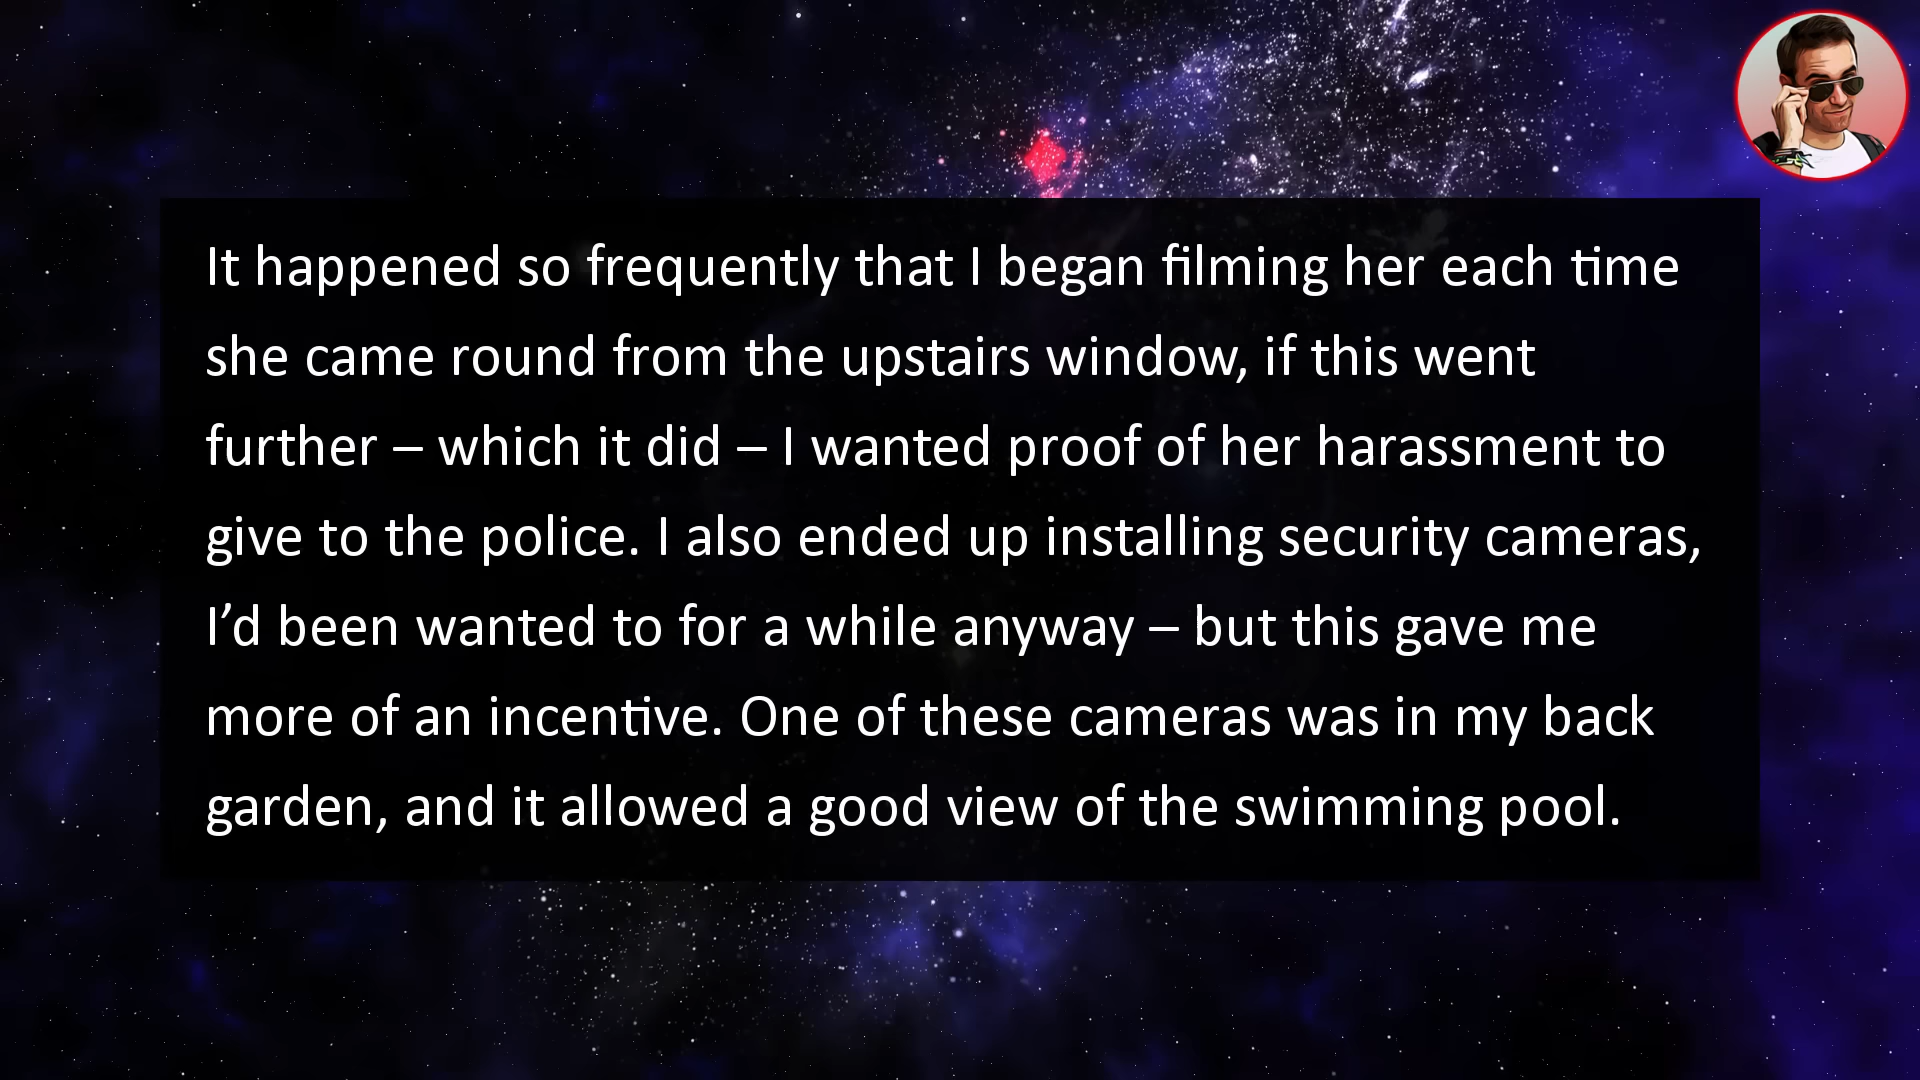 It happened so frequently that I began filming her each time
she came round from the upstairs window, if this went
further – which it did – I wanted proof of her harassment to
give to the police. I also ended up installing security cameras,
I’d been wanted to for a while anyway – but this gave me
more of an incentive. One of these cameras was in my back
garden, and it allowed a good view of the swimming pool.